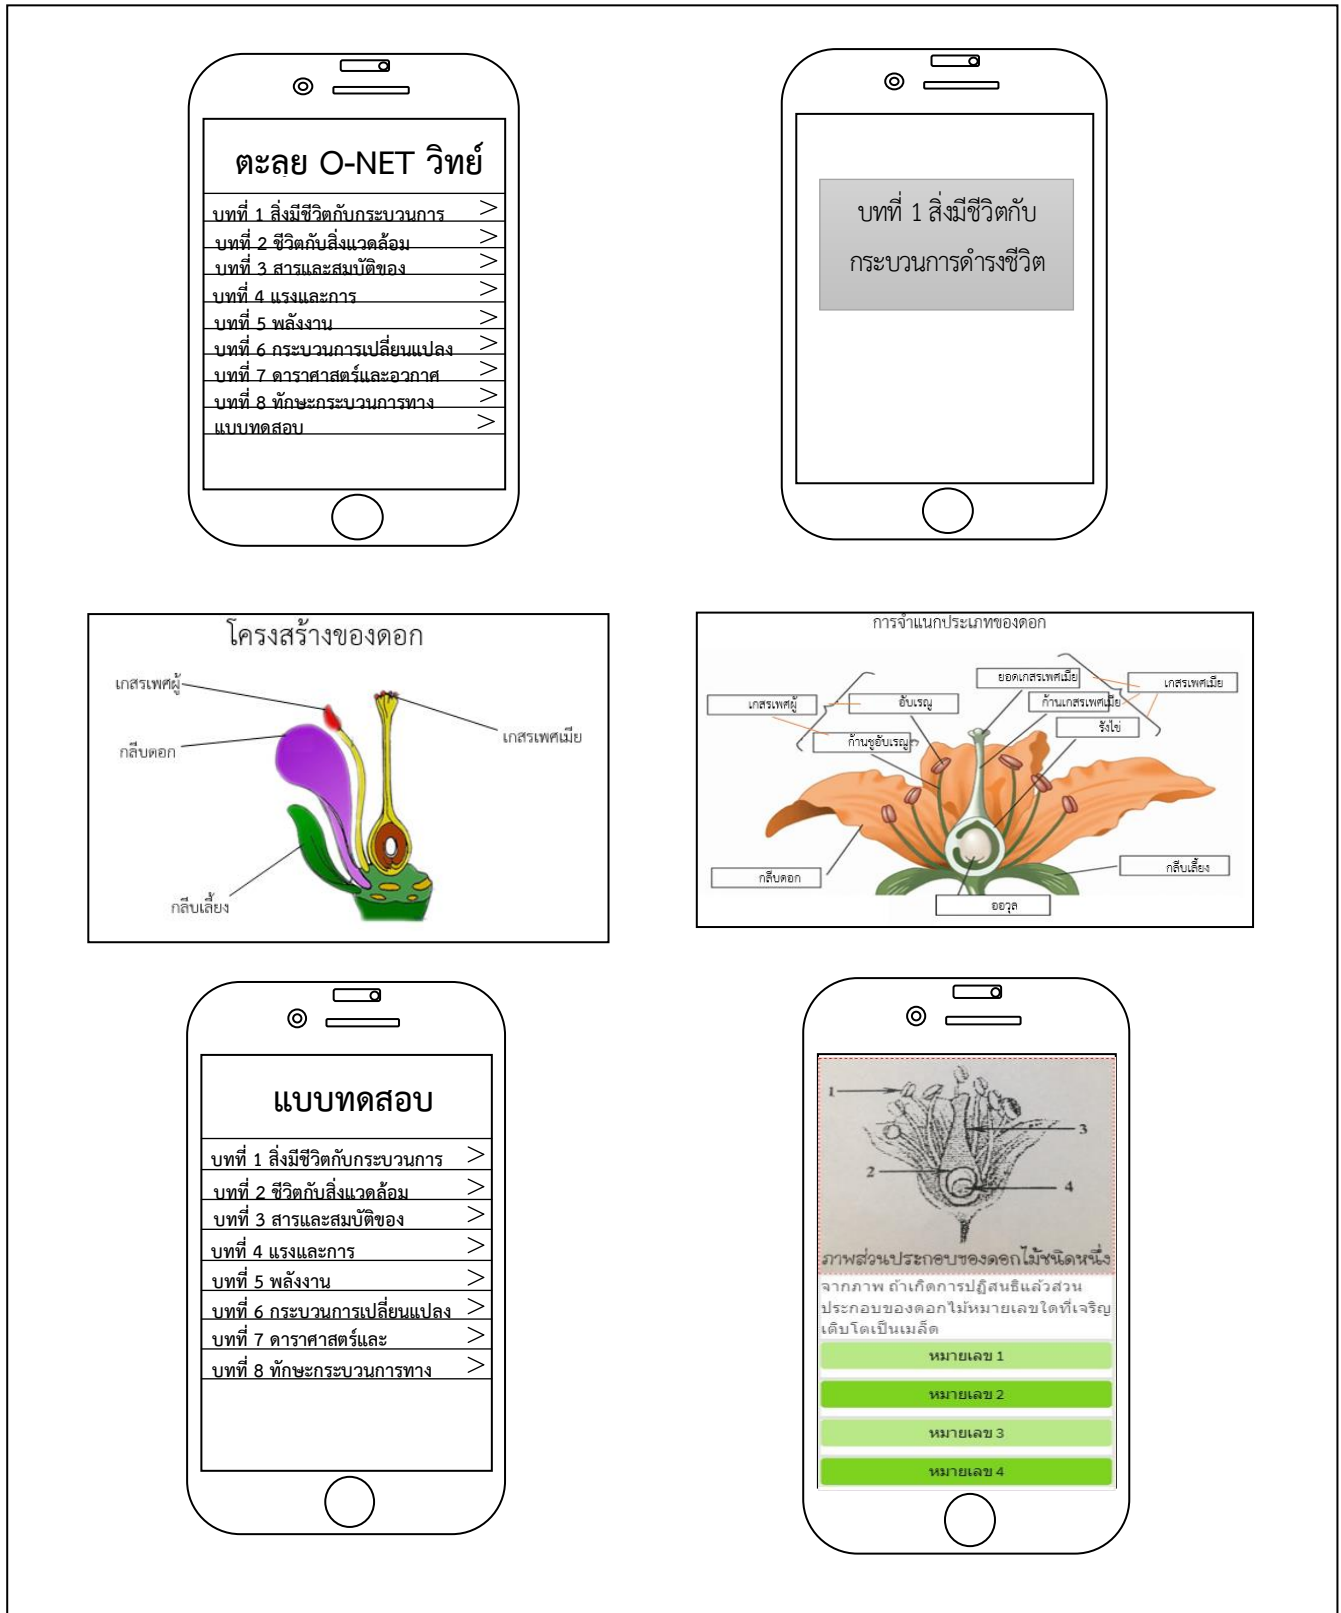 ตะลุย O-NET วิทย์
บทที่ 1 สิ่งมีชีวิตกับกระบวนการ >
บทที่ 2 ชีวิตกับสิ่งแวดล้อม >
บทที่ 3 สารและสมบัติของ >
บทที่ 4 แรงและการ >
บทที่ 5 พลังงาน >
บทที่ 6 กระบวนการเปลี่ยนแปลง >
บทที่ 7 ดาราศาสตร์และอวกาศ >
บทที่ 8 ทักษะกระบวนการทาง >
แบบทดสอบ >
บทที่ 1 สิ่งมีชีวิตกับ
กระบวนการดำรงชีวิต
โครงสร้างของดอก
เกสรเพศผู้
กลีบดอก
เกสรเพศเมีย
กลีบเลี้ยง
การจำแนกประเภทของดอก
ยอดเกสรเพศเมีย
เกสรเพศเมีย
เกสรเพศผู้
อับเรณู
ก้านเกสรเพศเมีย
รังไข่
ก้านชูอับเรณู
กลีบดอก
กลีบเลี้ยง
ออวุล
แบบทดสอบ
บทที่ 1 สิ่งมีชีวิตกับกระบวนการ >
บทที่ 2 ชีวิตกับสิ่งแวดล้อม >
บทที่ 3 สารและสมบัติของ >
บทที่ 4 แรงและการ >
บทที่ 5 พลังงาน >
บทที่ 6 กระบวนการเปลี่ยนแปลง >
บทที่ 7 ดาราศาสตร์และ >
บทที่ 8 ทักษะกระบวนการทาง >
1
3
2
4
ภาพส่วนประกอบของดอกไม้ชนิดหนึ่ง
จากภาพ ถ้าเกิดการปฏิสนธิแล้วส่วน
ประกอบของดอกไม้หมายเลขใดที่เจริญ
เติบโตเป็นเมล็ด
หมายเลข 1
หมายเลข 2
หมายเลข 3
หมายเลข 4